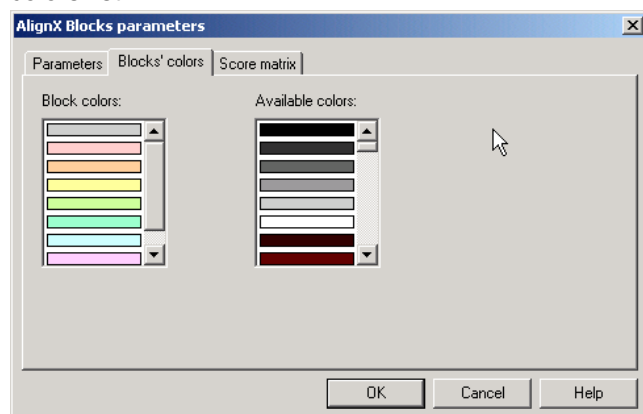 AlignX Blocks parameters
Parameters Blocks' colors Score matrix
Block colors: Available colors:
OK Cancel Help